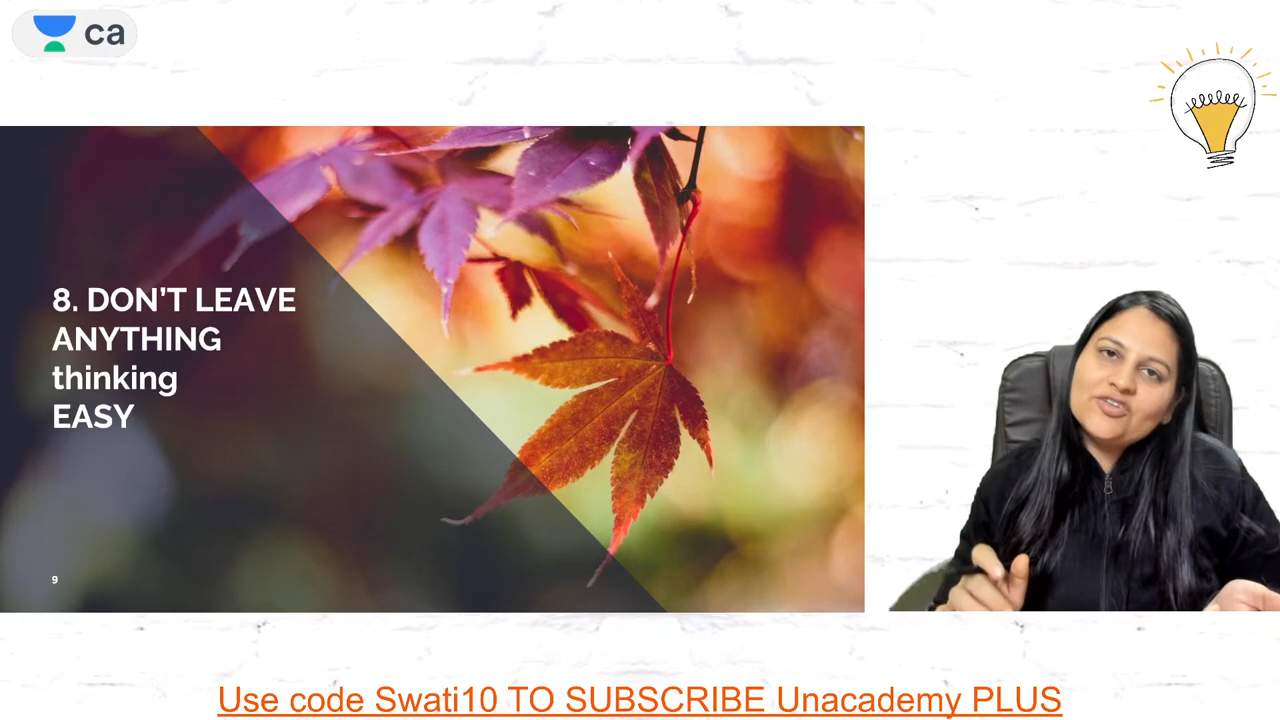 ca
8. DON'T LEAVE
ANYTHING
thinking
EASY
9
Use code Swati10 TO SUBSCRIBE Unacademy PLUS